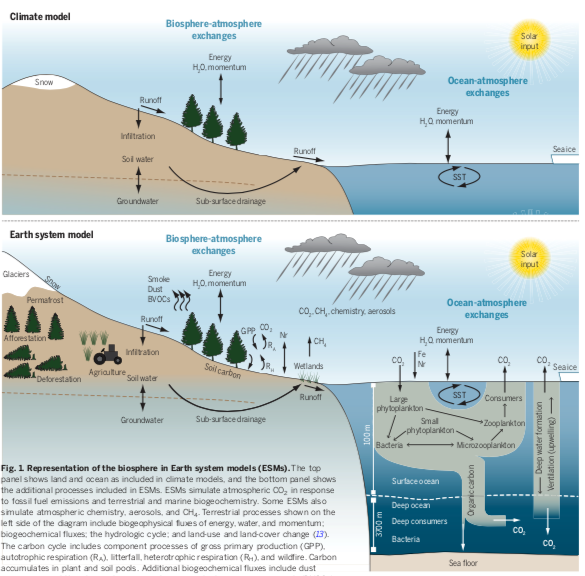 Climate model
Biosphere-atmosphere
exchanges
Energy
H2O, momentum
Solar
input
Ocean-atmosphere
exchanges
Energy
H2O, momentum
Snow
Runoff
Infiltration
Runoff
Sea ice
Soil water
SST
Groundwater
Sub-surface drainage
Earth system model
Biosphere-atmosphere
exchanges
Energy
H2O, momentum
Solar
input
Glaciers
Snow
Smoke
Dust
BVOCs
Permafrost
CO2, CH4, chemistry, aerosols
Ocean-atmosphere
exchanges
Energy
H2O, momentum
Runoff
GPP
CO2
RA
Nr
CH4
Afforestation
Infiltration
RH
Fe
Nr
CO2
CO2
CO2
Sea ice
Agriculture
Soil carbon
Wetlands
Deforestation
Soil water
Runoff
SST
Large
phytoplankton
Consumers
Groundwater
Sub-surface drainage
Small
phytoplankton
Zooplankton
Bacteria
Microzooplankton
100 m
Deep water formation
Ventilation (upwelling)
Organic carbon
Surface ocean
Deep ocean
Deep consumers
Bacteria
3700 m
CO2
CO2
Sea floor
Fig. 1. Representation of the biosphere in Earth system models (ESMs). The top
panel shows land and ocean as included in climate models, and the bottom panel shows
the additional processes included in ESMs. ESMs simulate atmospheric CO2 in response
to fossil fuel emissions and terrestrial and marine biogeochemistry. Some ESMs also
simulate atmospheric chemistry, aerosols, and CH4. Terrestrial processes shown on the
left side of the diagram include biogeophysical fluxes of energy, water, and momentum;
biogeochemical fluxes; the hydrologic cycle; and land-use and land-cover change (13).
The carbon cycle includes component processes of gross primary production (GPP),
autotrophic respiration (RA), litterfall, heterotrophic respiration (RH), and wildfire. Carbon
accumulates in plant and soil pools. Additional biogeochemical fluxes include dust